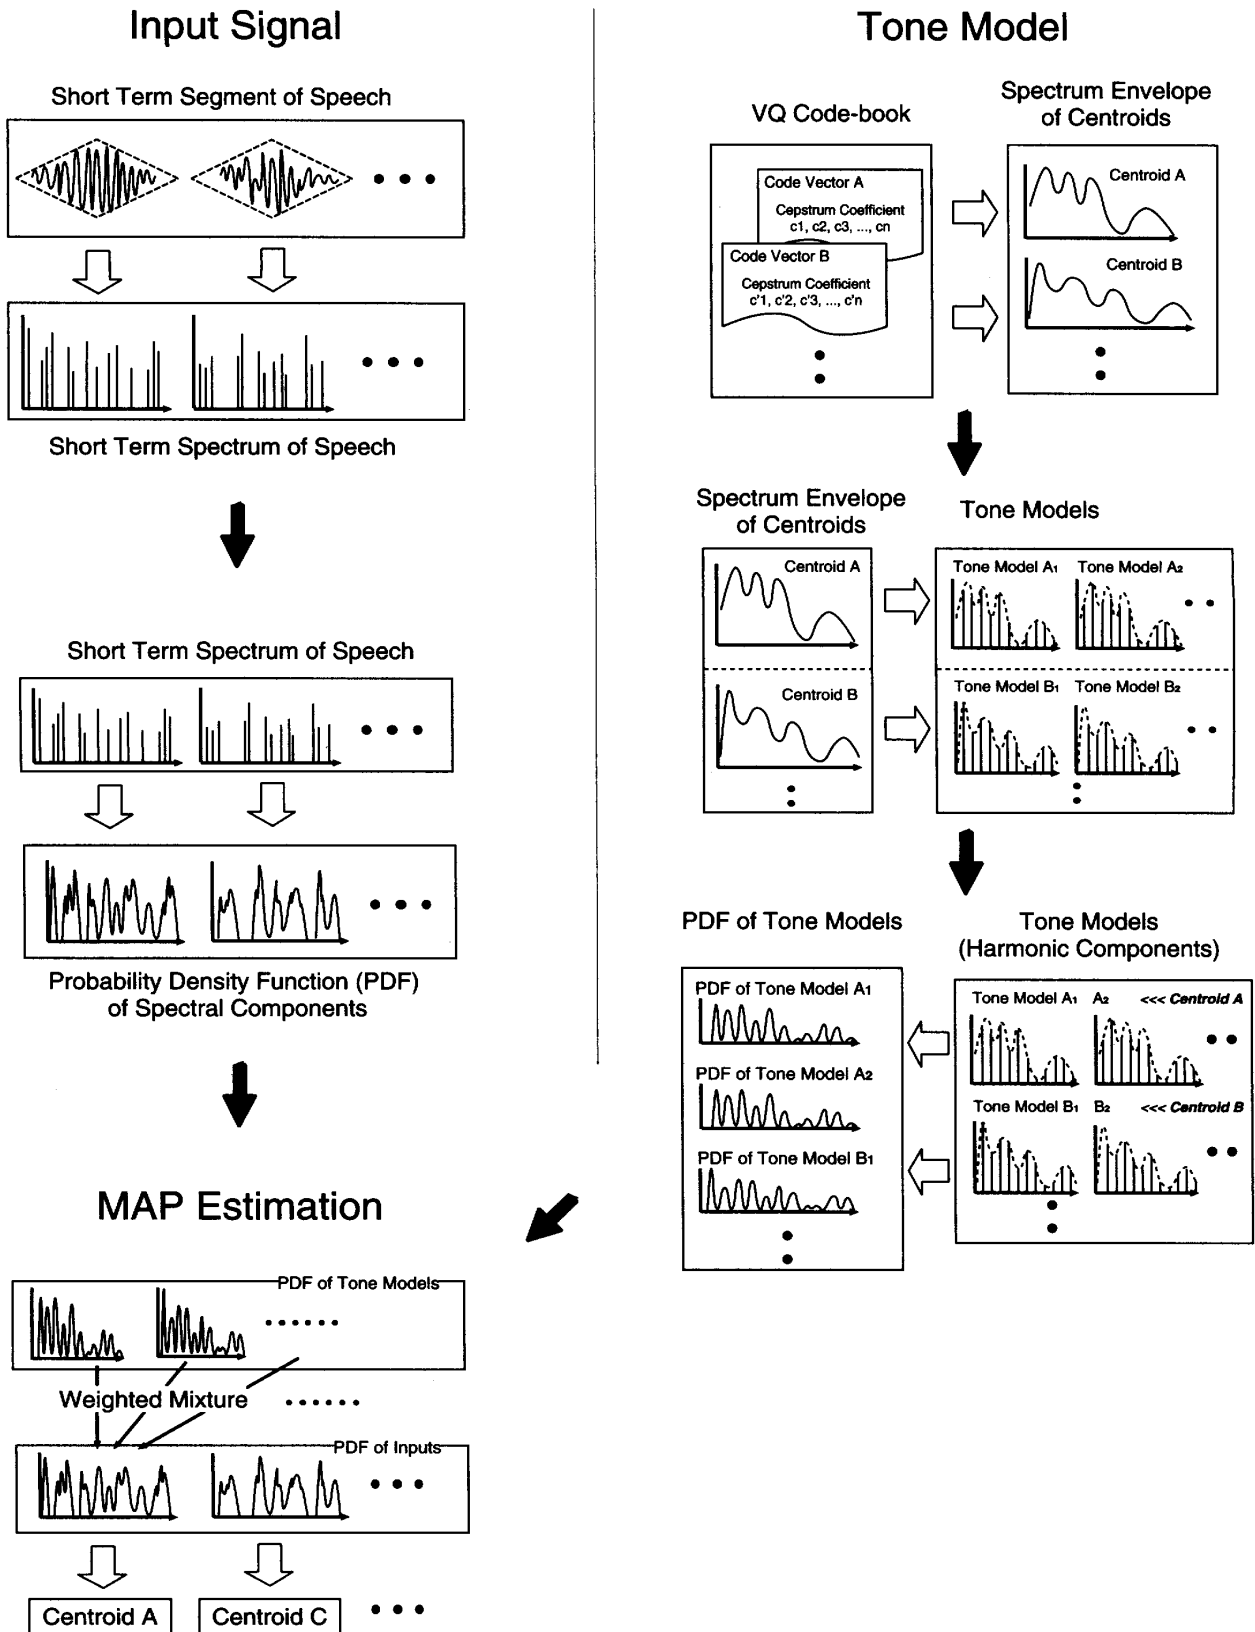 Input Signal
Short Term Segment of Speech
Short Term Spectrum of Speech
Short Term Spectrum of Speech
Probability Density Function (PDF)
of Spectral Components
MAP Estimation
PDF of Tone Models
Weighted Mixture
PDF of Inputs
Centroid A
Centroid C
Tone Model
VQ Code-book
Spectrum Envelope
of Centroids
Code Vector A
Cepstrum Coefficient
c1, c2, c3, ..., cn
Code Vector B
Cepstrum Coefficient
c'1, c'2, c'3, ..., c'n
Centroid A
Centroid B
Spectrum Envelope
of Centroids
Tone Models
Centroid A
Centroid B
Tone Model A1
Tone Model A2
Tone Model B1
Tone Model B2
PDF of Tone Models
Tone Models
(Harmonic Components)
PDF of Tone Model A1
PDF of Tone Model A2
PDF of Tone Model B1
Tone Model A1 A2 <<< Centroid A
Tone Model B1 B2 <<< Centroid B